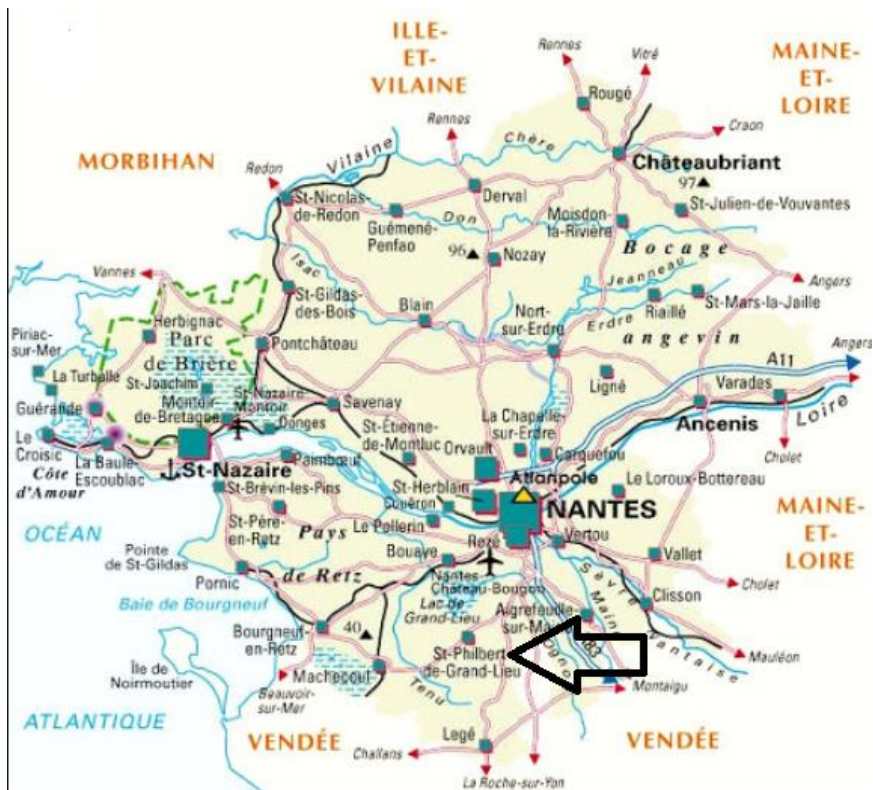 ILLE-
ET-
VILAINE
Rennes
Vitré
MAINE-
ET-
LOIRE
Rougé
Rennes
Chère
Craon
MORBIHAN
Vilaine
Redon
Châteaubriant
97
St-Nicolas-
de-Redon
Derval
Don
Guémené-
Penfao
Moisdon-
la-Rivière
St-Julien-de-Vouvantes
Bocage
96
Nozay
Isac
Vannes
St-Gildas-
des-Bois
Jeanneau
Angers
Herbignac
Blain
Nort-
sur-Erdre
Erdre
Riaillé
St-Mars-la-Jaille
angevin
Piriac-
sur-Mer
Parc
de Brière
Pontchâteau
Angers
A11
La Turballe
St-Joachim
Ligné
Varades
Guérande
Montoir-
de-Bretagne
St-Nazaire-
Montoir
Savenay
La Chapelle-
sur-Erdre
Loire
Ancenis
Le
Croisic
Donges
St-Étienne-
de-Montluc
Orvault
Carquefou
Cholet
La Baule-
Escoublac
Côte
d'Amour
St-Nazaire
Paimbœuf
Atlanpole
Le Loroux-Bottereau
St-Brévin-les-Pins
St-Herblain
Couëron
NANTES
MAINE-
ET-
LOIRE
OCÉAN
St-Père-
en-Retz
Pays
Le Pellerin
Rezé
Vertou
Pointe
de St-Gildas
Bouaye
Vallet
Pornic
de Retz
Nantes
Château-Bougon
Sèvre
Cholet
Baie de Bourgneuf
Lac de
Grand-Lieu
Aigrefeuille-
sur-Maine
Maine
Clisson
Bourgneuf-
en-Retz
40
Nantaise
St-Philbert
de-Grand-Lieu
Mauléon
Île de
Noirmoutier
Machecoul
Tenu
Montaigu
Beauvoir-
sur-Mer
ATLANTIQUE
VENDÉE
Legé
VENDÉE
Challans
La Roche-sur-Yon